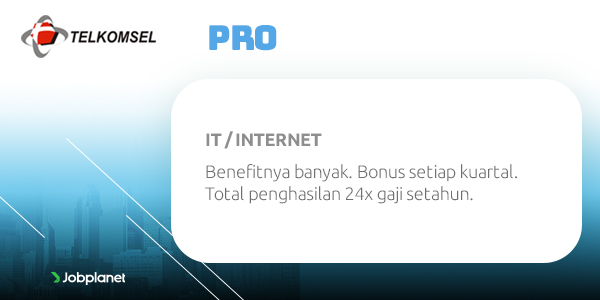 TELKOMSEL
PRO
IT / INTERNET
Benefitnya banyak. Bonus setiap kuartal.
Total penghasilan 24x gaji setahun.
Jobplanet